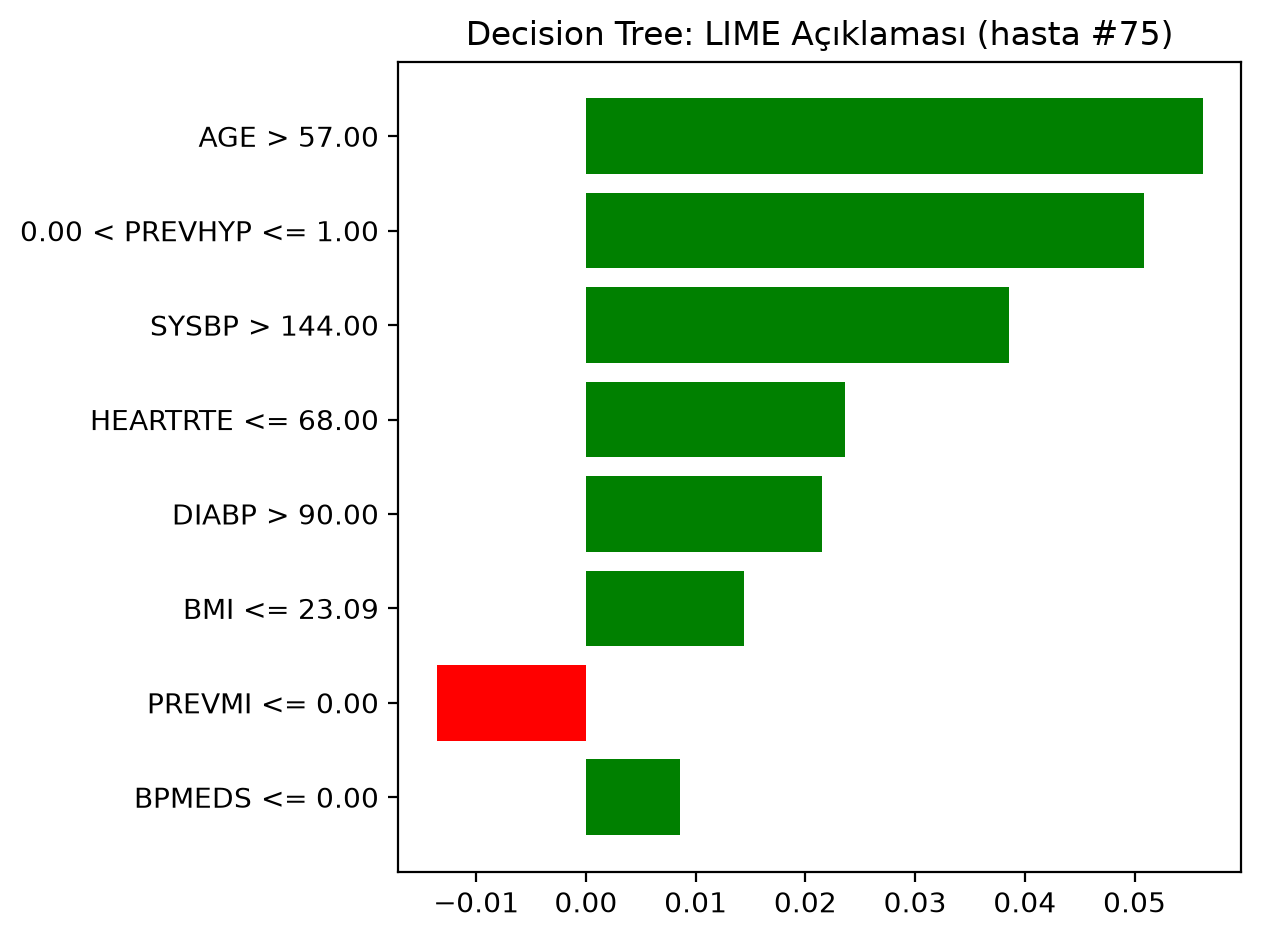 Decision Tree: LIME Açıklaması (hasta #75)
AGE > 57.00
0.00 < PREVHYP <= 1.00
SYSBP > 144.00
HEARTRTE <= 68.00
DIABP > 90.00
BMI <= 23.09
PREVMI <= 0.00
BPMEDS <= 0.00
−0.01 0.00 0.01 0.02 0.03 0.04 0.05